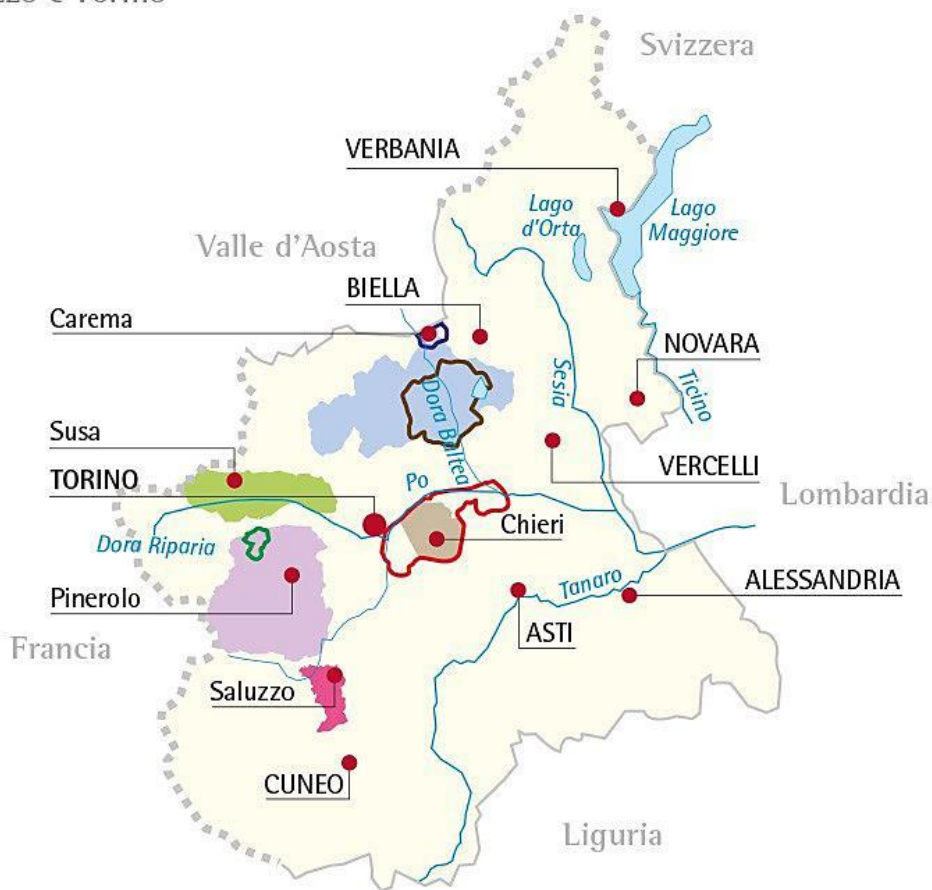 Torino
Svizzera
VERBANIA
Lago
d'Orta
Lago
Maggiore
Valle d'Aosta
BIELLA
Carema
NOVARA
Sesia
Ticino
Dora Baltea
Susa
TORINO
Po
VERCELLI
Lombardia
Chieri
Dora Riparia
Tanaro
ALESSANDRIA
Pinerolo
ASTI
Francia
Saluzzo
CUNEO
Liguria